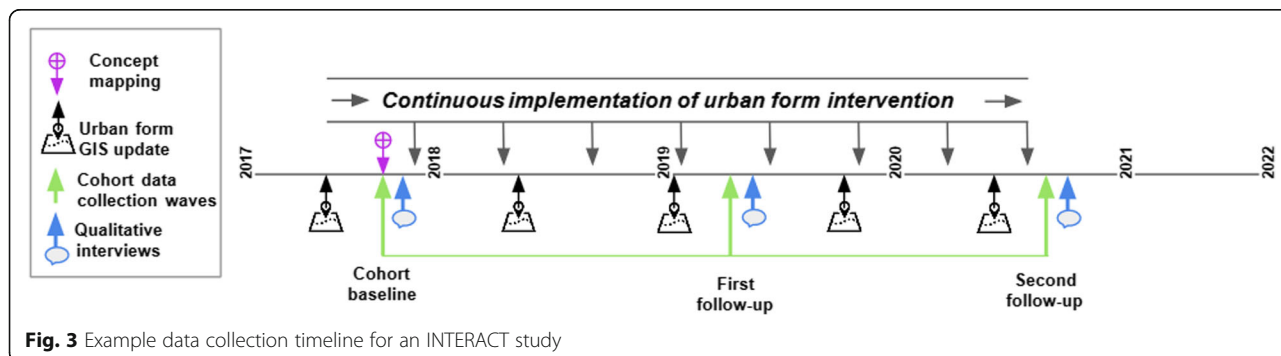 Concept
mapping
Urban form
GIS update
Cohort data
collection waves
Qualitative
interviews
Continuous implementation of urban form intervention
2017
2018
2019
2020
2021
2022
Cohort
baseline
First
follow-up
Second
follow-up
Fig. 3 Example data collection timeline for an INTERACT study